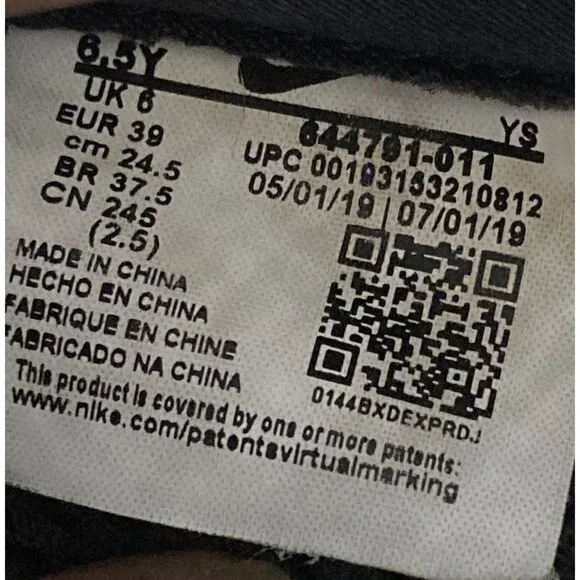 6.5Y
UK 6
EUR 39
cm 24.5
BR 37.5
CN 245
(2.5)
YS
644791-011
UPC 00193153210812
05/01/19 | 07/01/19
MADE IN CHINA
HECHO EN CHINA
FABRIQUE EN CHINE
FABRICADO NA CHINA
0144BXDEXPRDJ
This product is covered by one or more patents:
www.nike.com/patentsvirtualmarking